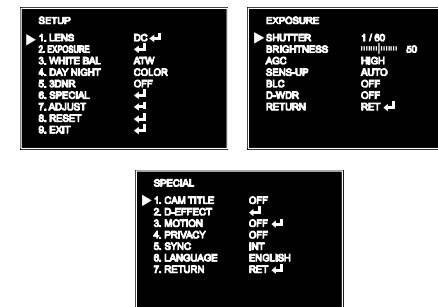 SETUP
1. LENS DC ↵
2. EXPOSURE ↵
3. WHITE BAL ATW
4. DAY NIGHT COLOR
5. 3DNR OFF
6. SPECIAL ↵
7. ADJUST ↵
8. RESET ↵
9. EXIT ↵
EXPOSURE
SHUTTER 1 / 60
BRIGHTNESS 50
AGC HIGH
SENS-UP AUTO
BLC OFF
D-WDR OFF
RETURN RET ↵
SPECIAL
1. CAM TITLE OFF
2. D-EFFECT ↵
3. MOTION OFF ↵
4. PRIVACY OFF
5. SYNC INT
6. LANGUAGE ENGLISH
7. RETURN RET ↵